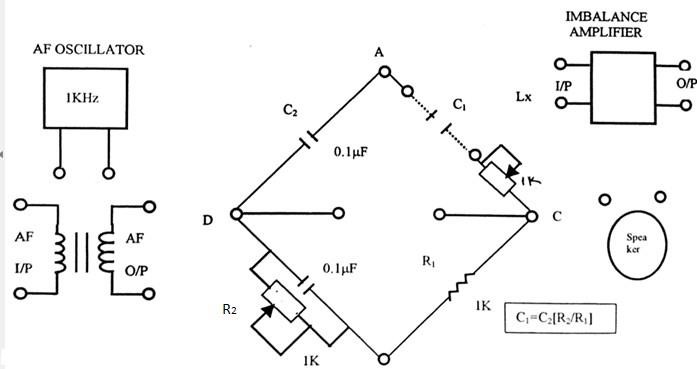 IMBALANCE
AMPLIFIER
AF OSCILLATOR
1KHz
A
C₂
C₁
Lx
I/P
O/P
0.1µF
1K
D
C
AF
I/P
AF
O/P
0.1µF
R₁
R₂
1K
1K
Spea
ker
C₁=C₂[R₂/R₁]